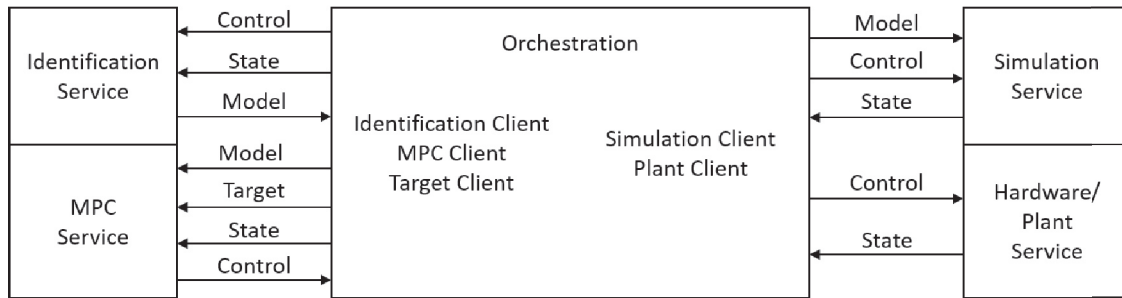 Identification
Service
Control
State
Model
MPC
Service
Model
Target
State
Control
Orchestration
Identification Client
MPC Client
Target Client
Simulation Client
Plant Client
Model
Control
State
Simulation
Service
Control
State
Hardware/
Plant
Service